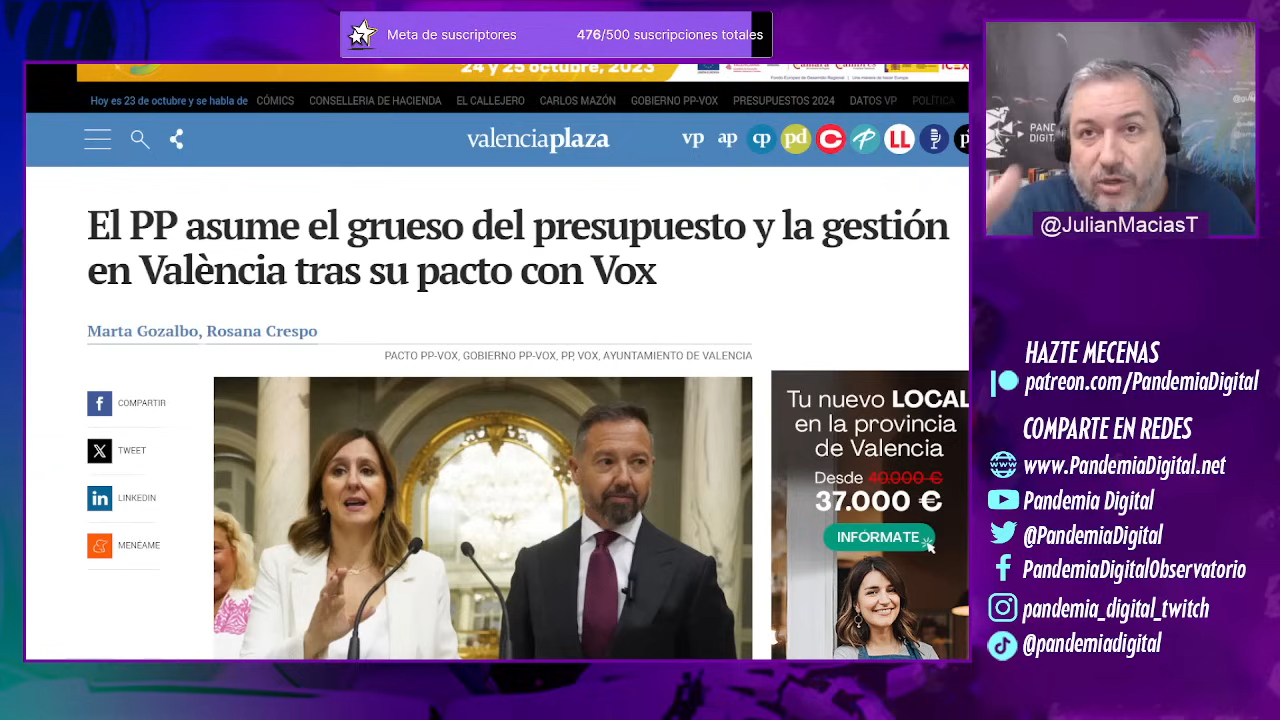 Meta de suscriptores 476/500 suscripciones totales
24 y 25 octubre, 2023
Hoy es 23 de octubre y se habla de CÓMICS CONSELLERIA DE HACIENDA EL CALLEJERO CARLOS MAZÓN GOBIERNO PP-VOX PRESUPUESTOS 2024 DATOS VP POLÍTICA
valenciaplaza vp ap cp pd C P LL
El PP asume el grueso del presupuesto y la gestión
en València tras su pacto con Vox
Marta Gozalbo, Rosana Crespo
PACTO PP-VOX, GOBIERNO PP-VOX, PP, VOX, AYUNTAMIENTO DE VALENCIA
COMPARTIR
TWEET
LINKEDIN
MENEAME
Tu nuevo LOCAL
en la provincia
de Valencia
Desde 40.000 €
37.000 €
INFÓRMATE
@JulianMaciasT
HAZTE MECENAS
patreon.com/PandemiaDigital
COMPARTE EN REDES
www.PandemiaDigital.net
Pandemia Digital
@PandemiaDigital
PandemiaDigitalObservatorio
pandemia_digital_twitch
@pandemiadigital